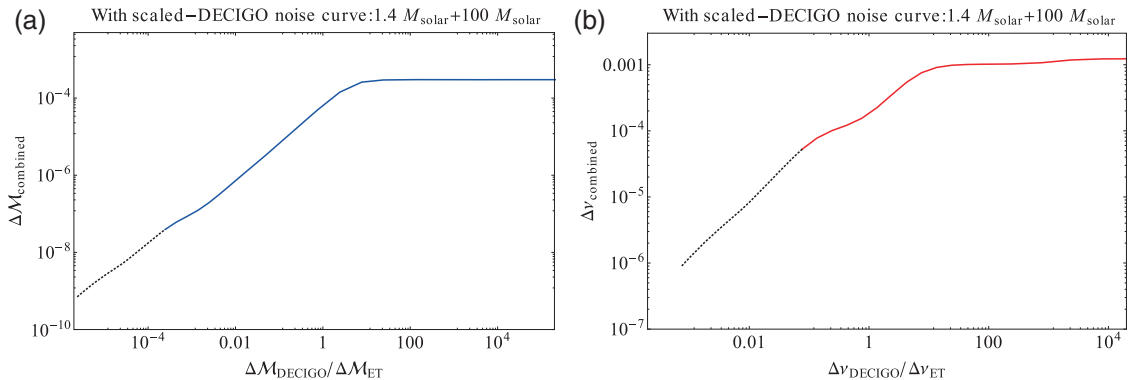 (a)
With scaled−DECIGO noise curve:1.4 M_solar+100 M_solar
10^−4
10^−6
10^−8
10^−10
Δℳ_combined
10^−4
0.01
1
100
10^4
Δℳ_DECIGO/Δℳ_ET
(b)
With scaled−DECIGO noise curve:1.4 M_solar+100 M_solar
0.001
10^−4
10^−5
10^−6
10^−7
Δν_combined
0.01
1
100
10^4
Δν_DECIGO/Δν_ET